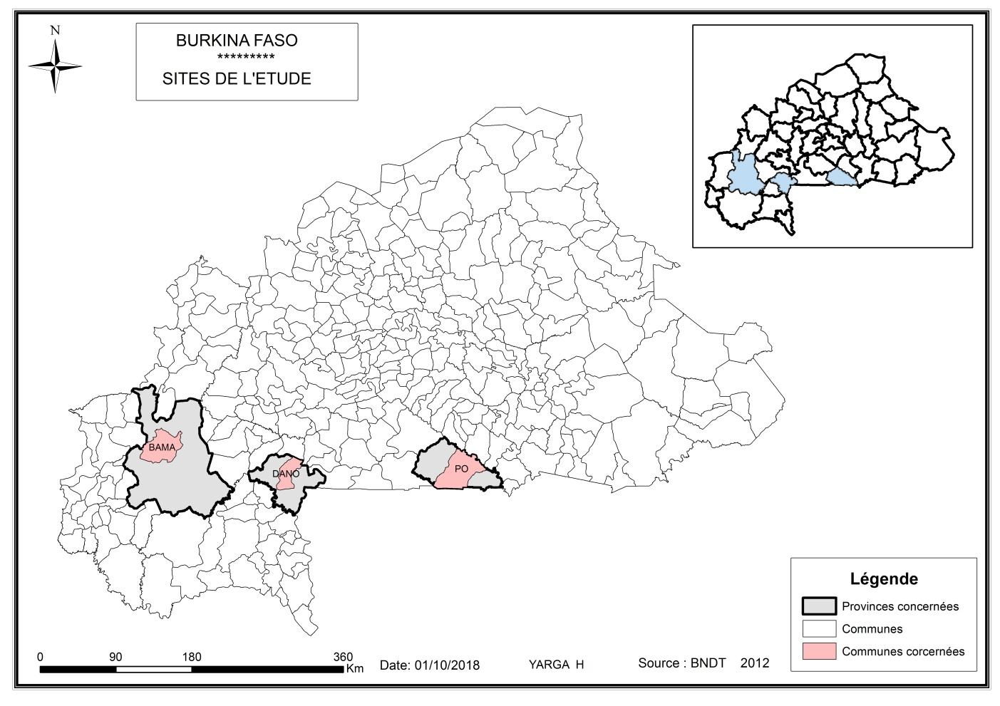 N
BURKINA FASO
*********
SITES DE L'ETUDE
BAMA
DANO
PO
Légende
Provinces concernées
Communes
Communes corcernées
0 90 180 360
Km
Date: 01/10/2018 YARGA H Source : BNDT 2012